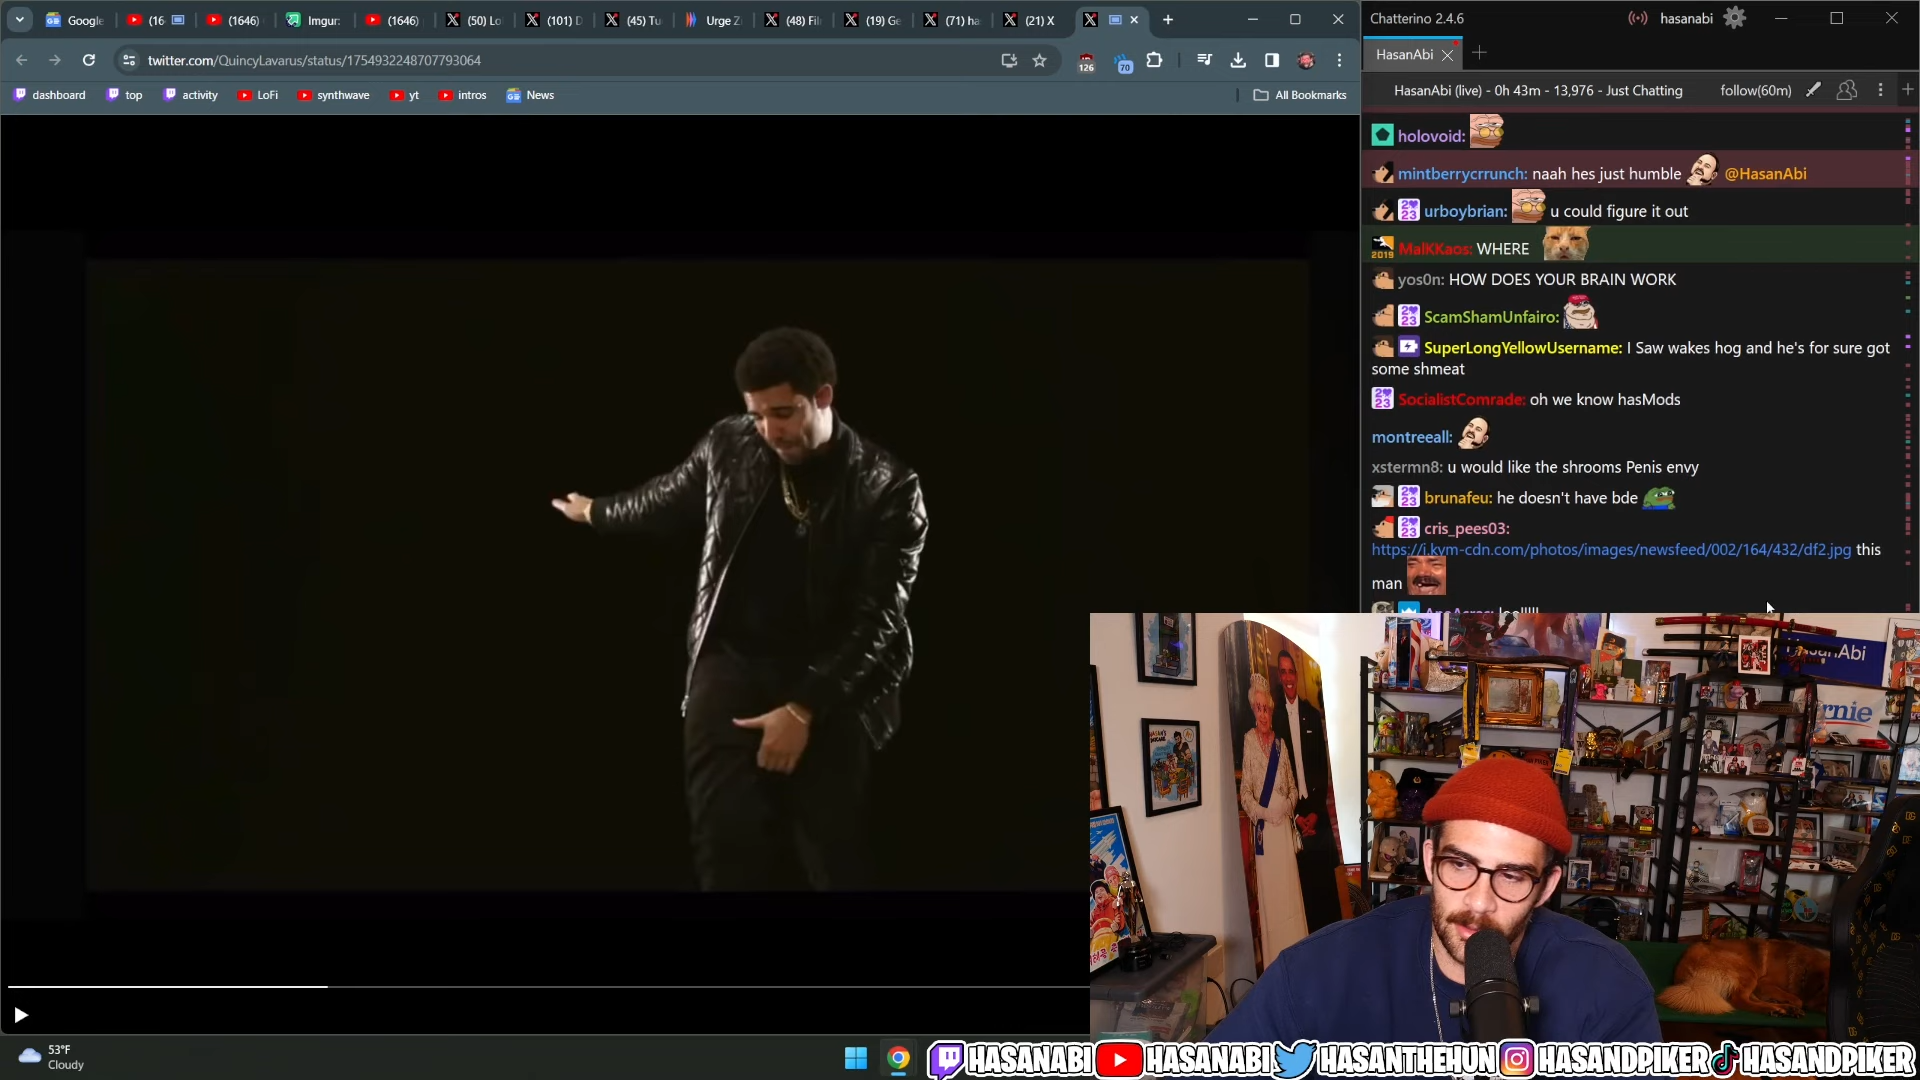 Google
(16
(1646)
Imgur:
(1646)
(50) Lo
(101) D
(45) Tu
Urge Z
(48) Fil
(19) Ge
(71) ha
(21) X
twitter.com/QuincyLavarus/status/1754932248707793064
126
70
dashboard
top
activity
LoFi
synthwave
yt
intros
News
All Bookmarks
Chatterino 2.4.6
hasanabi
HasanAbi
HasanAbi (live) - 0h 43m - 13,976 - Just Chatting
follow(60m)
holovoid:
mintberrycrrunch: naah hes just humble @HasanAbi
urboybrian: u could figure it out
MalKKaos: WHERE
yos0n: HOW DOES YOUR BRAIN WORK
ScamShamUnfairo:
SuperLongYellowUsername: I Saw wakes hog and he's for sure got
some shmeat
SocialistComrade: oh we know hasMods
montreeall:
xstermn8: u would like the shrooms Penis envy
brunafeu: he doesn't have bde
cris_pees03:
https://i.kym-cdn.com/photos/images/newsfeed/002/164/432/df2.jpg this
man
53°F
Cloudy
HASANABI
HASANABI
HASANTHEHUN
HASANDPIKER
HASANDPIKER